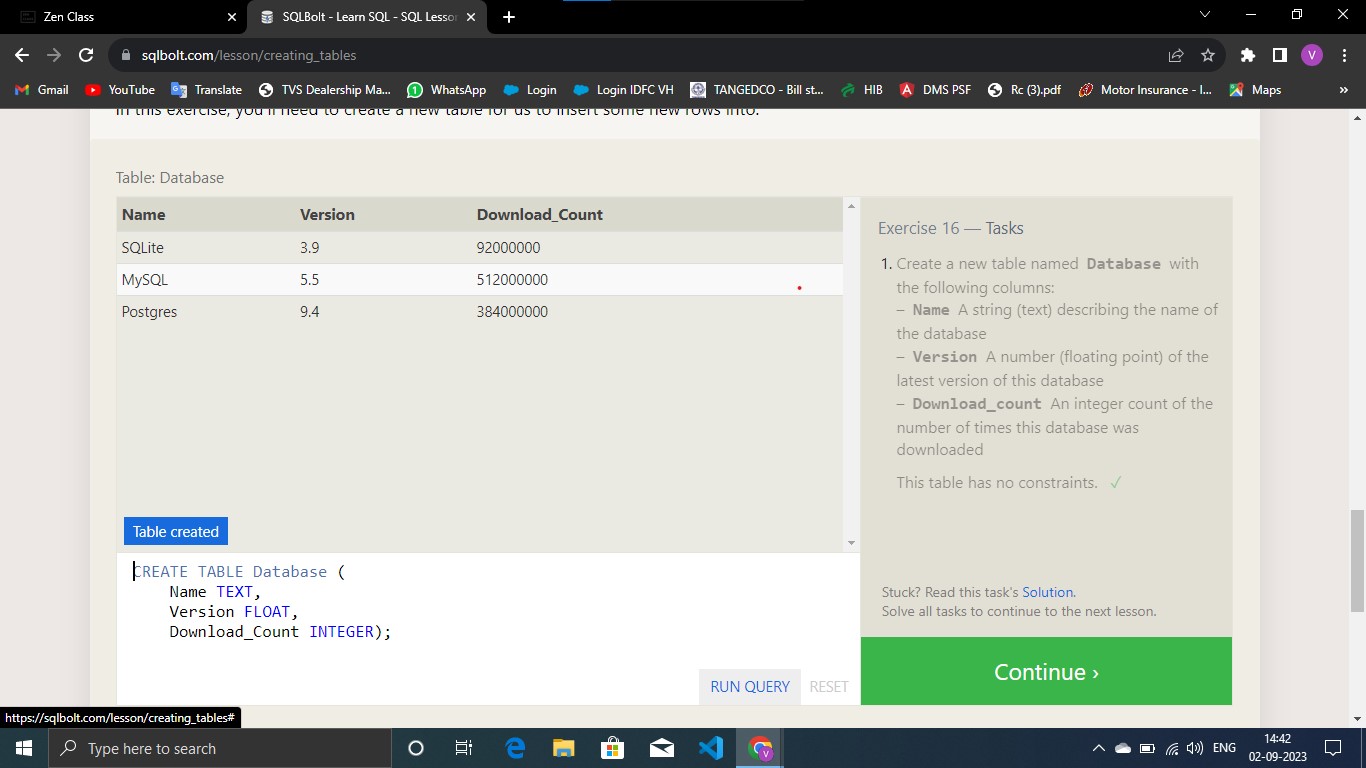 Zen Class
SQLBolt - Learn SQL - SQL Lesson
sqlbolt.com/lesson/creating_tables
V
Gmail YouTube Translate TVS Dealership Ma... WhatsApp Login Login IDFC VH TANGEDCO - Bill st... HIB DMS PSF Rc (3).pdf Motor Insurance - I... Maps »
In this exercise, you'll need to create a new table for us to insert some new rows into.
Table: Database
Name Version Download_Count
SQLite 3.9 92000000
MySQL 5.5 512000000
Postgres 9.4 384000000
Table created
CREATE TABLE Database (
Name TEXT,
Version FLOAT,
Download_Count INTEGER);
RUN QUERY RESET
Exercise 16 — Tasks
1. Create a new table named Database with
the following columns:
– Name A string (text) describing the name of
the database
– Version A number (floating point) of the
latest version of this database
– Download_count An integer count of the
number of times this database was
downloaded
This table has no constraints. ✓
Stuck? Read this task's Solution.
Solve all tasks to continue to the next lesson.
Continue ›
https://sqlbolt.com/lesson/creating_tables#
Type here to search
ENG
14:42
02-09-2023